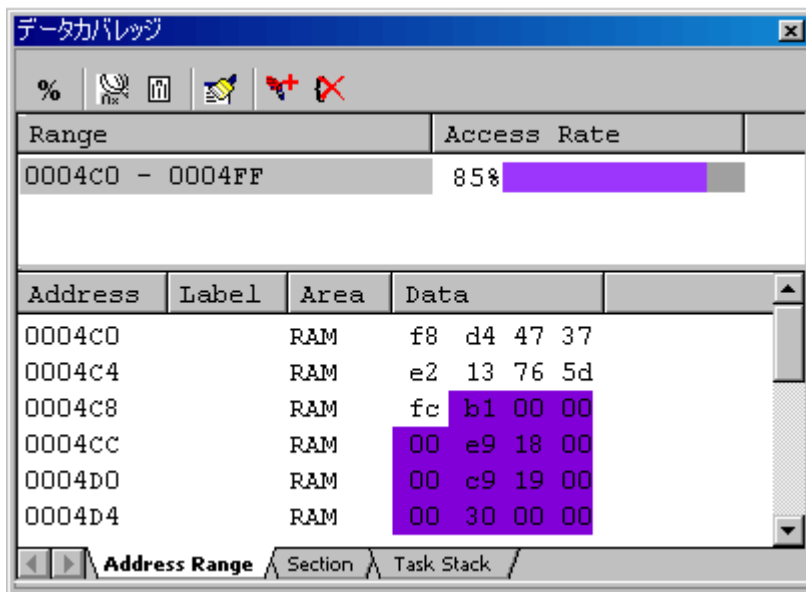 データカバレッジ
%
Range Access Rate
0004C0 - 0004FF 85%
Address Label Area Data
0004C0 RAM f8 d4 47 37
0004C4 RAM e2 13 76 5d
0004C8 RAM fc b1 00 00
0004CC RAM 00 e9 18 00
0004D0 RAM 00 c9 19 00
0004D4 RAM 00 30 00 00
Address Range Section Task Stack